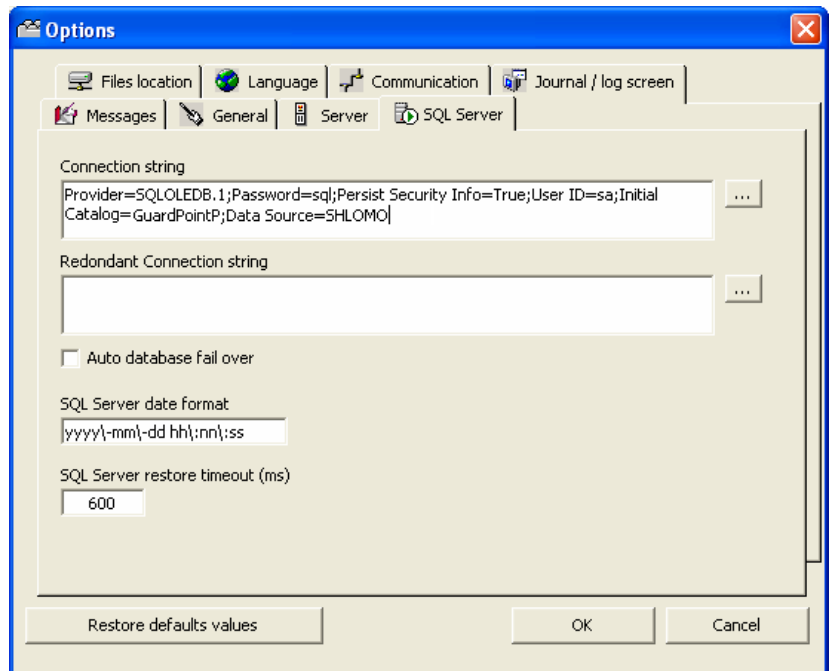 Options
Files location
Language
Communication
Journal / log screen
Messages
General
Server
SQL Server
Connection string
Provider=SQLOLEDB.1;Password=sql;Persist Security Info=True;User ID=sa;Initial
Catalog=GuardPointP;Data Source=SHLOMO
...
Redondant Connection string
...
Auto database fail over
SQL Server date format
yyyy\-mm\-dd hh\:nn\:ss
SQL Server restore timeout (ms)
600
Restore defaults values
OK
Cancel